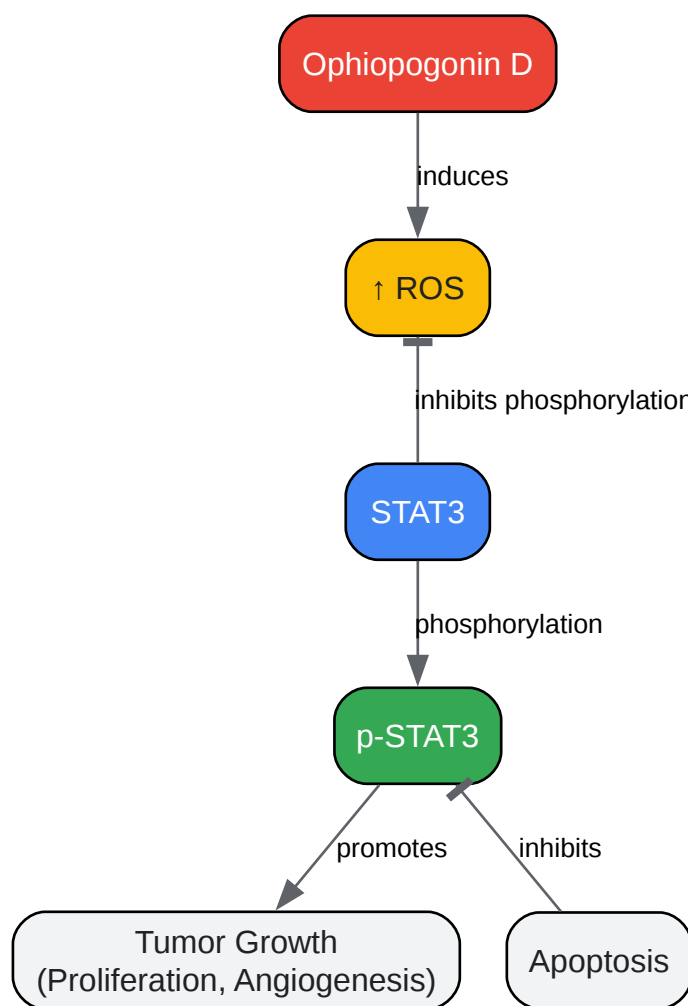 Ophiopogonin D
induces
↑ ROS
inhibits phosphorylation
STAT3
phosphorylation
p-STAT3
promotes
inhibits
Tumor Growth
(Proliferation, Angiogenesis)
Apoptosis